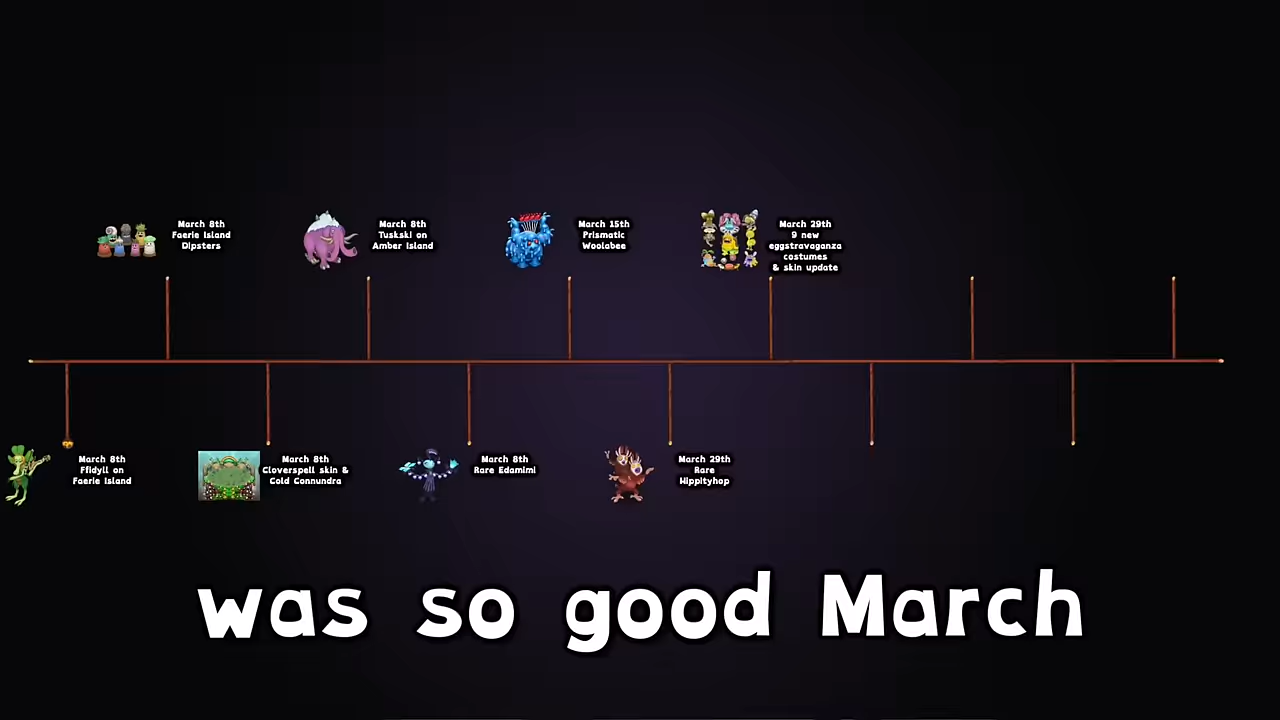 March 8th
Faerie Island
Dipsters
March 8th
Tuskski on
Amber Island
March 15th
Prismatic
Woolabee
March 29th
9 new
eggstravaganza
costumes
& skin update
March 8th
Ffidyll on
Faerie Island
March 8th
Cloverspell skin &
Cold Connundra
March 8th
Rare Edamimi
March 29th
Rare
Hippityhop
was so good March